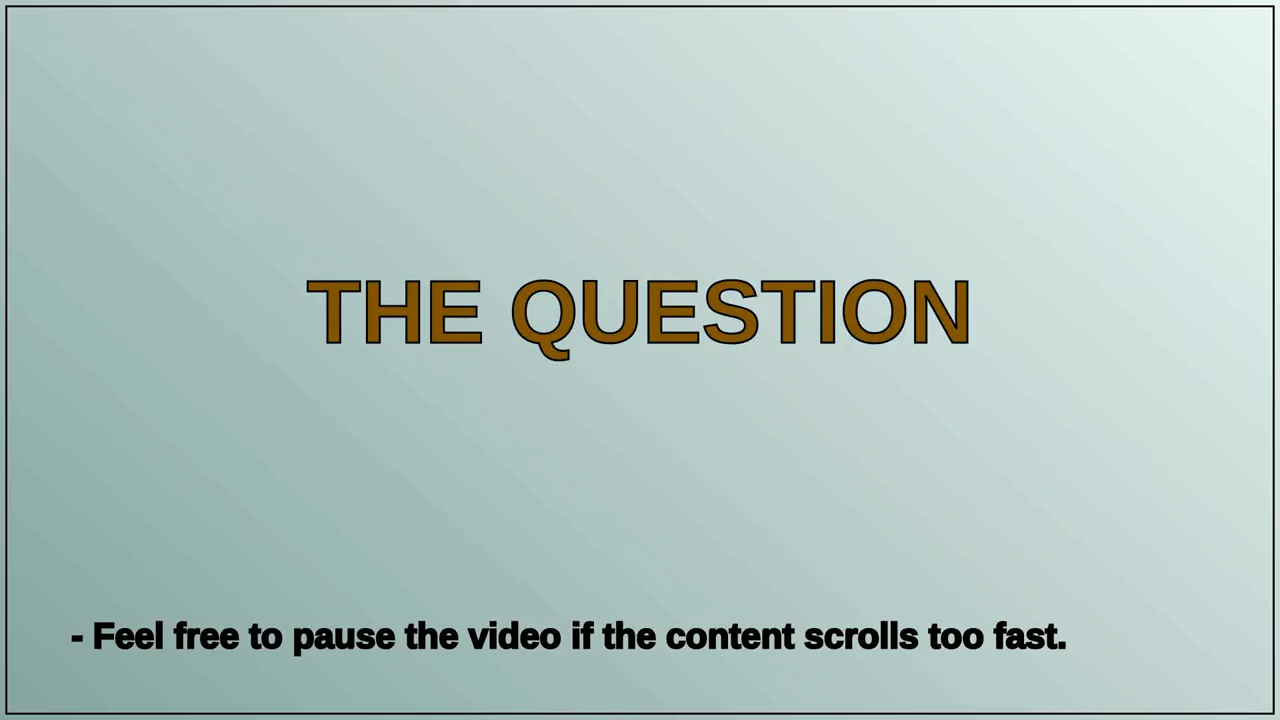 THE QUESTION
- Feel free to pause the video if the content scrolls too fast.